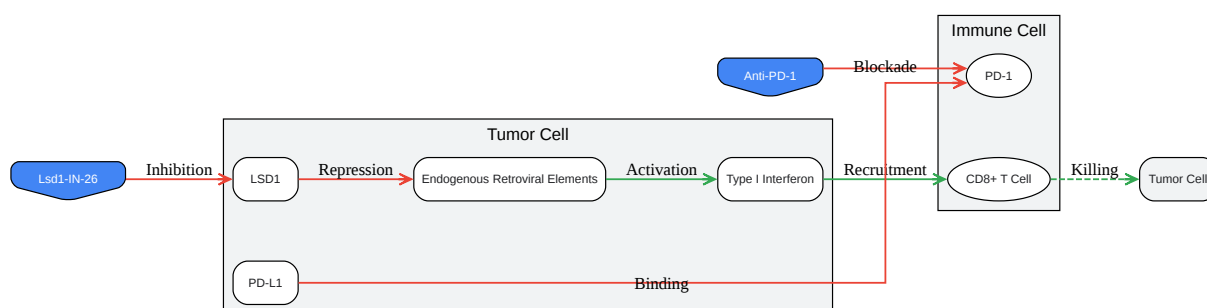 Immune Cell
Anti-PD-1
Blockade
PD-1
Tumor Cell
Lsd1-IN-26
Inhibition
LSD1
Repression
Endogenous Retroviral Elements
Activation
Type I Interferon
Recruitment
CD8+ T Cell
Killing
Tumor Cell
PD-L1
Binding